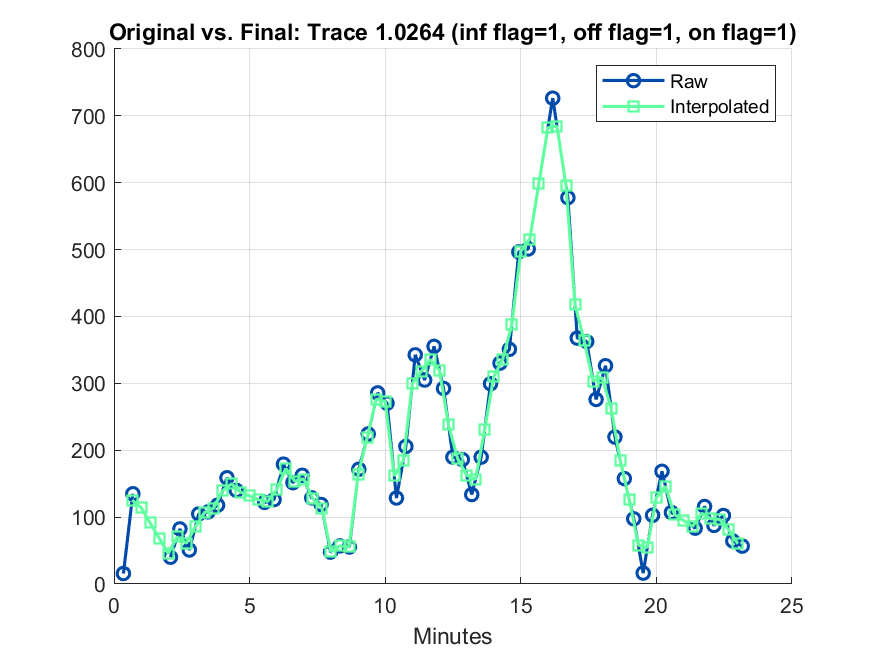 Original vs. Final: Trace 1.0264 (inf flag=1, off flag=1, on flag=1)
800
700
600
500
400
300
200
100
0
Raw
Interpolated
0 5 10 15 20 25
Minutes